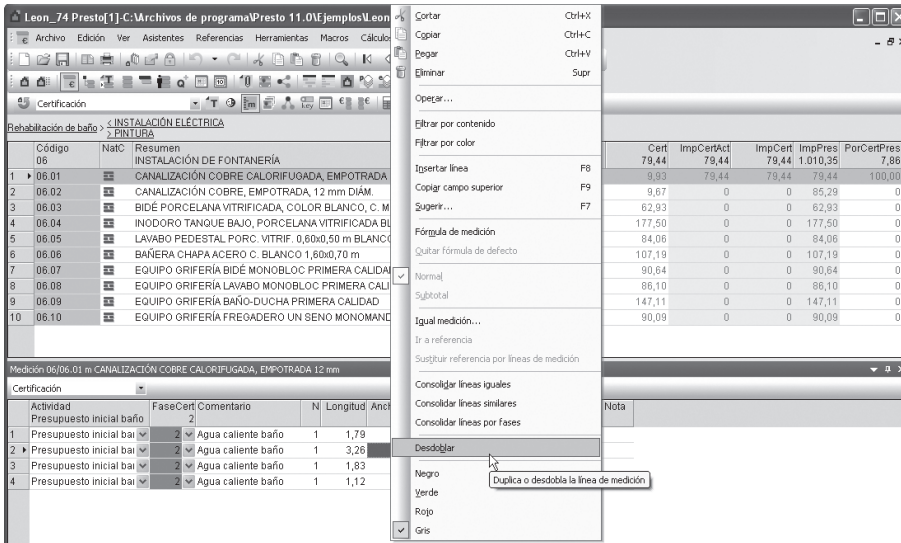 Leon_74 Presto[1]-C:\Archivos de programa\Presto 11.0\Ejemplos\Leon
Archivo Edición Ver Asistentes Referencias Herramientas Macros Cálculo
Certificación
Rehabilitación de baño > < INSTALACIÓN ELÉCTRICA
> PINTURA
Código NatC Resumen Cert ImpCertAct ImpCert ImpPres PorCertPres
06 INSTALACIÓN DE FONTANERÍA 79,44 79,44 79,44 1.010,35 7,86
1 06.01 CANALIZACIÓN COBRE CALORIFUGADA, EMPOTRADA 9,93 79,44 79,44 79,44 100,00
2 06.02 CANALIZACIÓN COBRE, EMPOTRADA, 12 mm DIÁM. 9,67 0 0 85,29 0
3 06.03 BIDÉ PORCELANA VITRIFICADA, COLOR BLANCO, C. M 62,93 0 0 62,93 0
4 06.04 INODORO TANQUE BAJO, PORCELANA VITRIFICADA BL 177,50 0 0 177,50 0
5 06.05 LAVABO PEDESTAL PORC. VITRIF. 0,60x0,50 m BLANCO 84,06 0 0 84,06 0
6 06.06 BAÑERA CHAPA ACERO C. BLANCO 1,60x0,70 m 107,19 0 0 107,19 0
7 06.07 EQUIPO GRIFERÍA BIDÉ MONOBLOC PRIMERA CALIDA 90,64 0 0 90,64 0
8 06.08 EQUIPO GRIFERÍA LAVABO MONOBLOC PRIMERA CALI 86,10 0 0 86,10 0
9 06.09 EQUIPO GRIFERÍA BAÑO-DUCHA PRIMERA CALIDAD 147,11 0 0 147,11 0
10 06.10 EQUIPO GRIFERÍA FREGADERO UN SENO MONOMAND 90,09 0 0 90,09 0
Medición 06/06.01 m CANALIZACIÓN COBRE CALORIFUGADA, EMPOTRADA 12 mm
Certificación
Actividad FaseCert Comentario N Longitud Anch Nota
Presupuesto inicial baño 2
1 Presupuesto inicial bañ 2 Agua caliente baño 1 1,79
2 Presupuesto inicial bañ 2 Agua caliente baño 1 3,26
3 Presupuesto inicial bañ 2 Agua caliente baño 1 1,83
4 Presupuesto inicial bañ 2 Agua caliente baño 1 1,12
Cortar Ctrl+X
Copiar Ctrl+C
Pegar Ctrl+V
Eliminar Supr
Operar...
Filtrar por contenido
Filtrar por color
Insertar línea F8
Copiar campo superior F9
Sugerir... F7
Fórmula de medición
Quitar fórmula de defecto
Normal
Subtotal
Igual medición...
Ir a referencia
Sustituir referencia por líneas de medición
Consolidar líneas iguales
Consolidar líneas similares
Consolidar líneas por fases
Desdoblar
Negro
Verde
Rojo
Gris
Duplica o desdobla la línea de medición